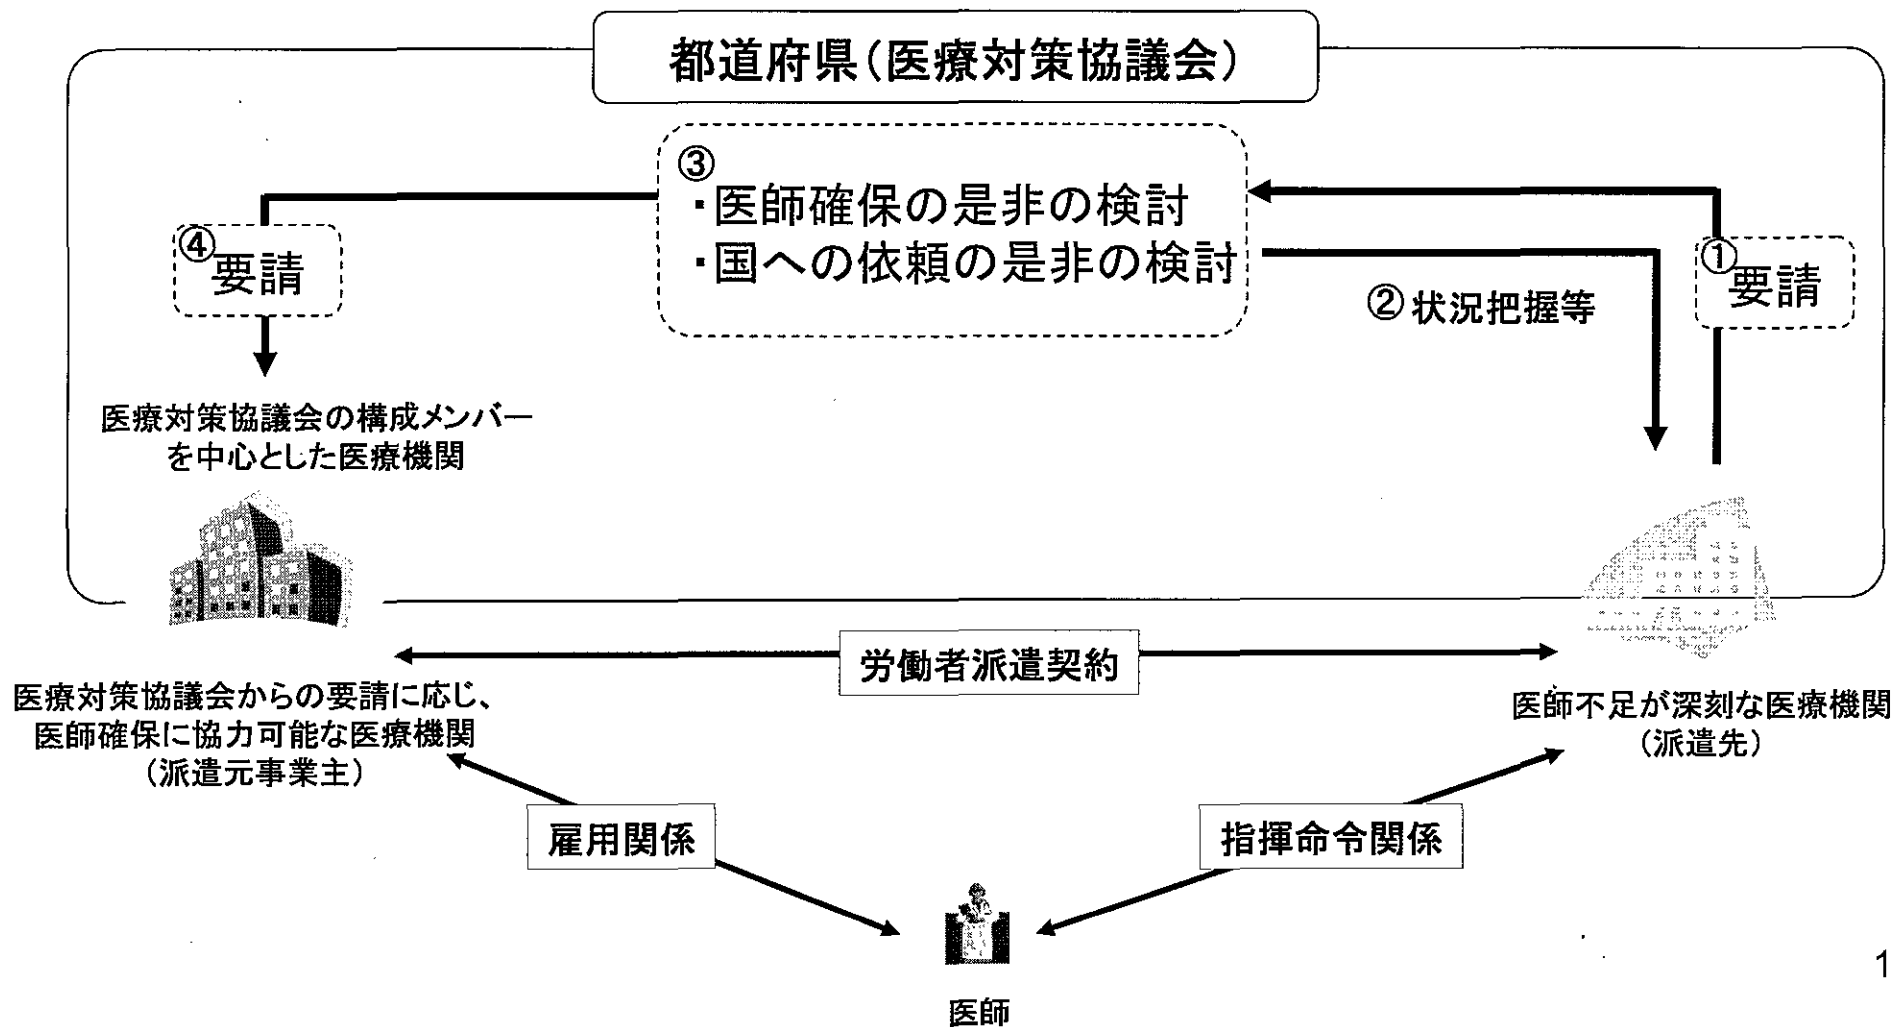 都道府県(医療対策協議会)
③
・医師確保の是非の検討
・国への依頼の是非の検討
④
要請
①
要請
②状況把握等
医療対策協議会の構成メンバー
を中心とした医療機関
労働者派遣契約
医療対策協議会からの要請に応じ、
医師確保に協力可能な医療機関
(派遣元事業主)
医師不足が深刻な医療機関
(派遣先)
雇用関係
指揮命令関係
医師
1